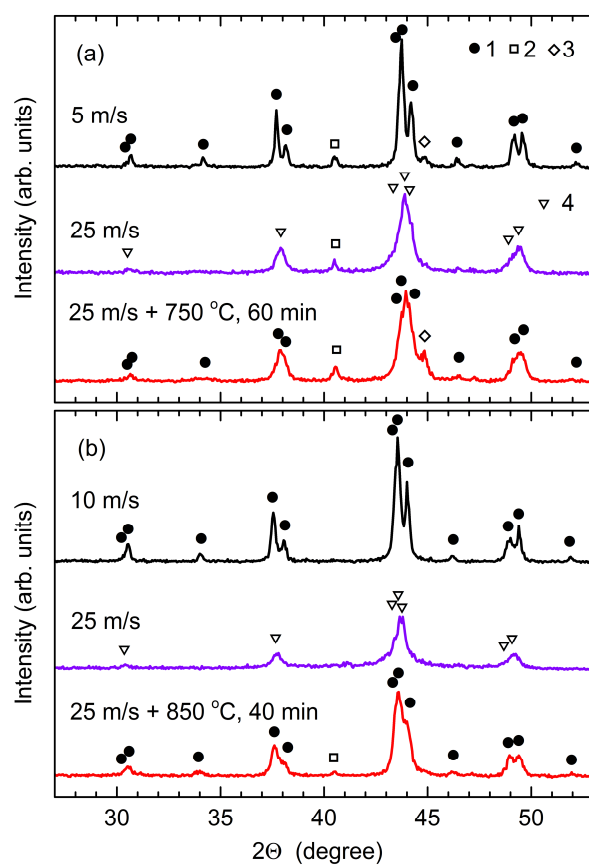 (a)
1 2 3
5 m/s
4
25 m/s
25 m/s + 750 °C, 60 min
Intensity (arb. units)
(b)
10 m/s
25 m/s
25 m/s + 850 °C, 40 min
Intensity (arb. units)
30 35 40 45 50
2Θ (degree)